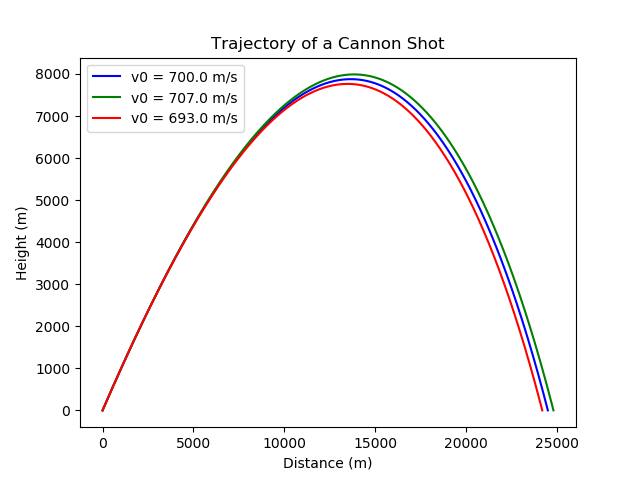 Trajectory of a Cannon Shot
v0 = 700.0 m/s
v0 = 707.0 m/s
v0 = 693.0 m/s
Height (m)
8000
7000
6000
5000
4000
3000
2000
1000
0
0 5000 10000 15000 20000 25000
Distance (m)